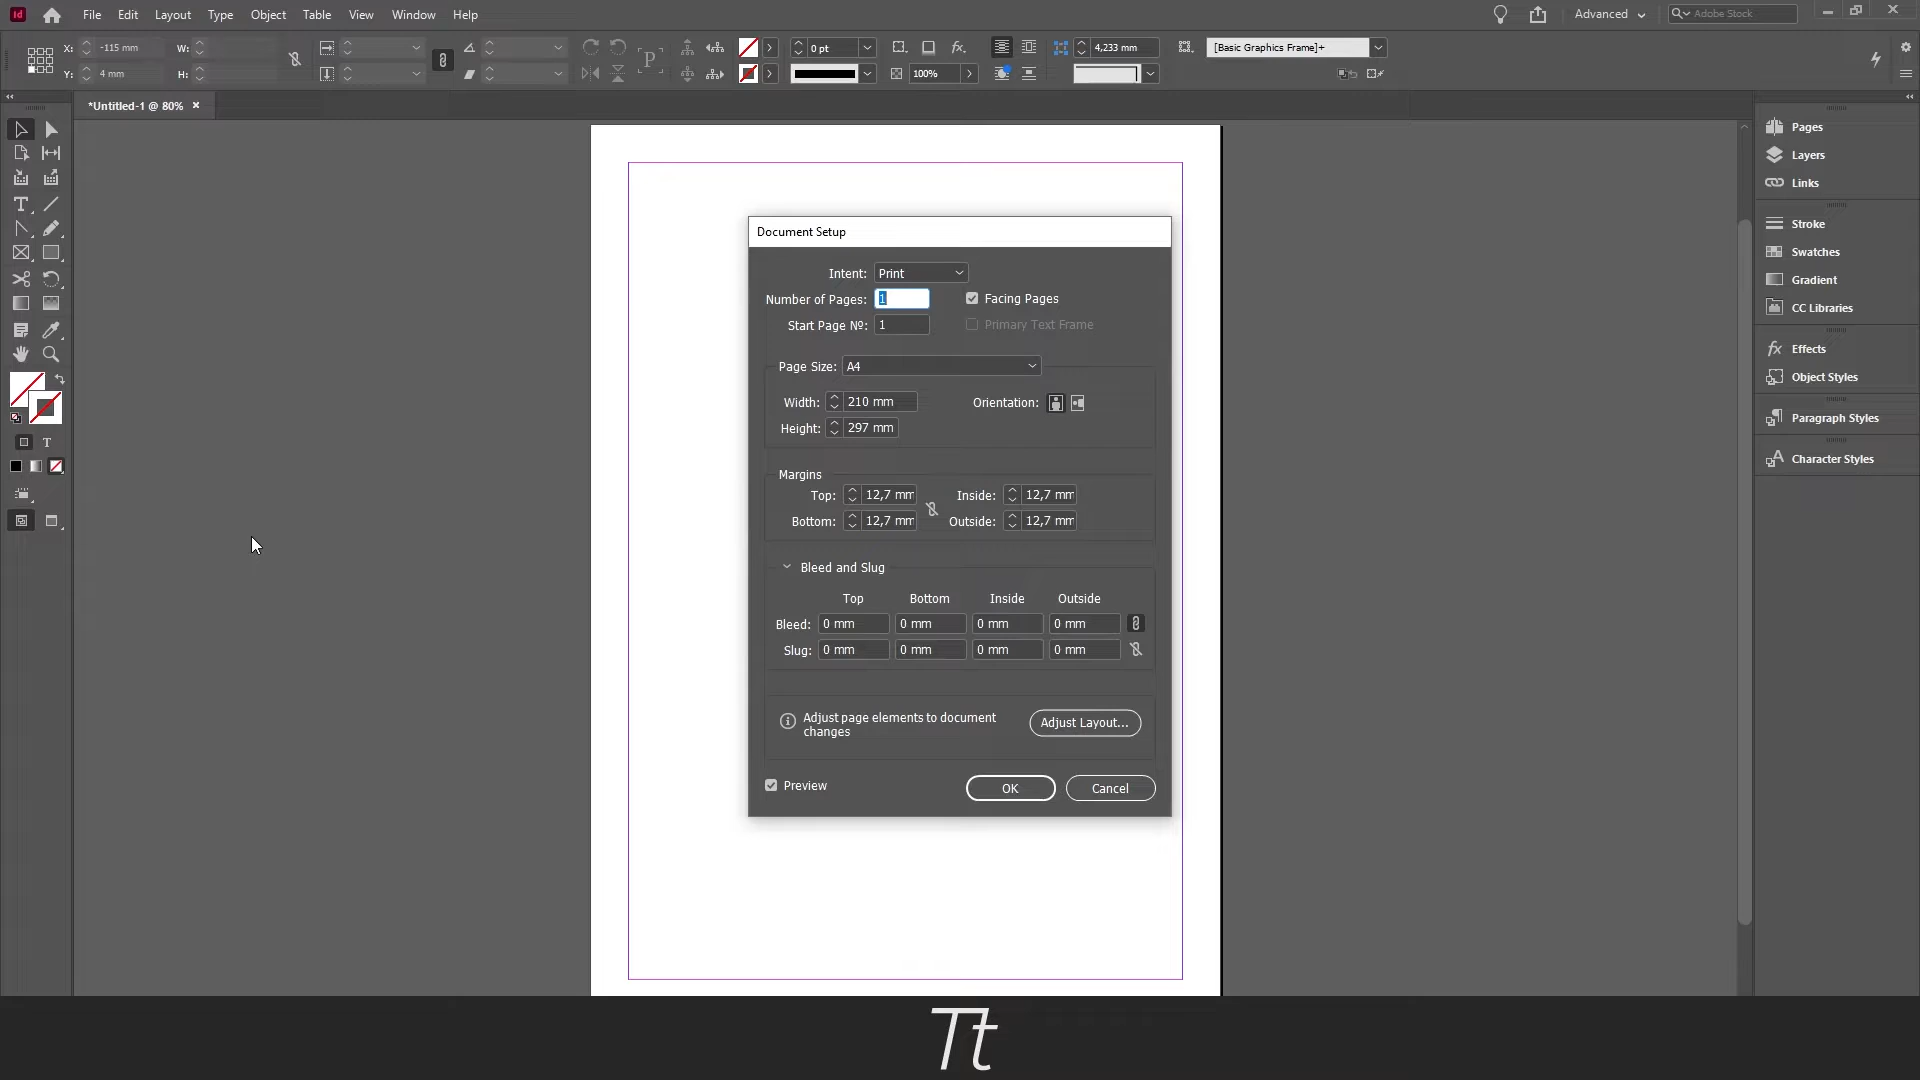 Id File Edit Layout Type Object Table View Window Help Advanced Adobe Stock
X: -115 mm W: 0 pt 4,233 mm [Basic Graphics Frame]+
Y: 4 mm H: P fx. 100%
*Untitled-1 @ 80% ×
Pages
Layers
Links
Stroke
Swatches
Gradient
CC Libraries
fx Effects
Object Styles
Paragraph Styles
Character Styles
Document Setup
Intent: Print
Number of Pages: 1 Facing Pages
Start Page Nº: 1 Primary Text Frame
Page Size: A4
Width: 210 mm Orientation:
Height: 297 mm
Margins
Top: 12,7 mm Inside: 12,7 mm
Bottom: 12,7 mm Outside: 12,7 mm
Bleed and Slug
Top Bottom Inside Outside
Bleed: 0 mm 0 mm 0 mm 0 mm
Slug: 0 mm 0 mm 0 mm 0 mm
Adjust page elements to document
changes
Adjust Layout...
Preview OK Cancel
Tt